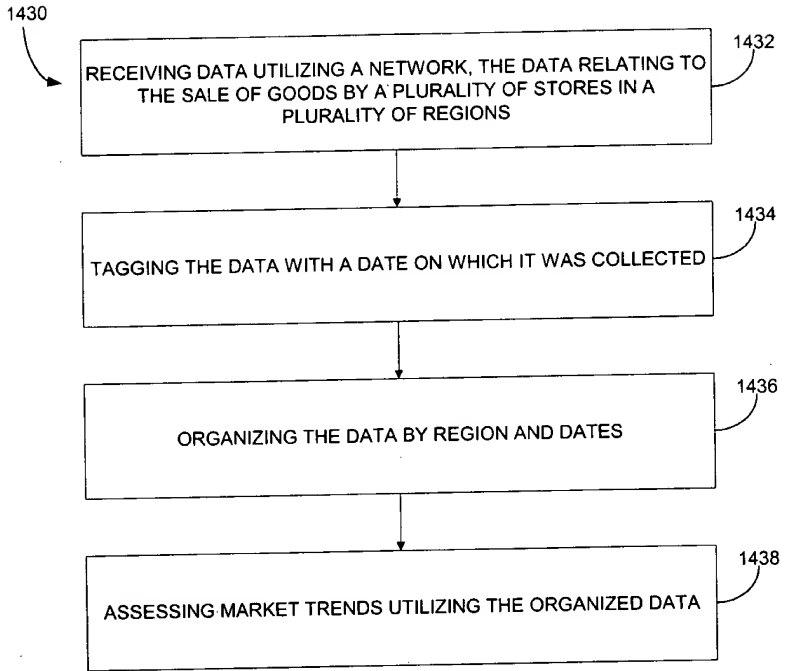 1430
1432
RECEIVING DATA UTILIZING A NETWORK, THE DATA RELATING TO
THE SALE OF GOODS BY A PLURALITY OF STORES IN A
PLURALITY OF REGIONS
1434
TAGGING THE DATA WITH A DATE ON WHICH IT WAS COLLECTED
1436
ORGANIZING THE DATA BY REGION AND DATES
1438
ASSESSING MARKET TRENDS UTILIZING THE ORGANIZED DATA